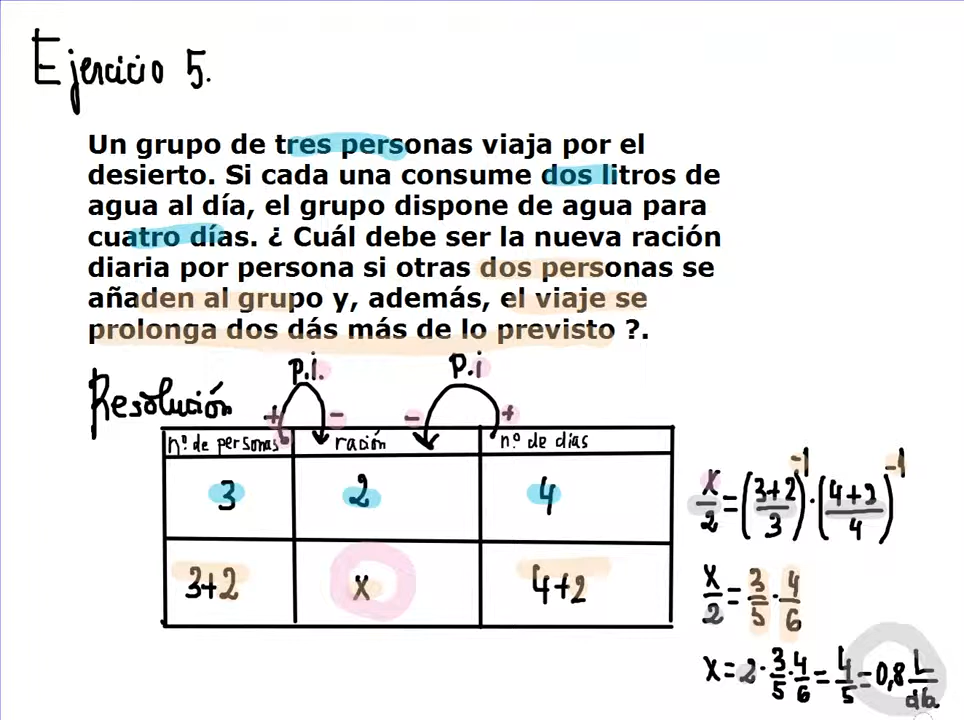 Ejercicio 5.
Un grupo de tres personas viaja por el
desierto. Si cada una consume dos litros de
agua al día, el grupo dispone de agua para
cuatro días. ¿ Cuál debe ser la nueva ración
diaria por persona si otras dos personas se
añaden al grupo y, además, el viaje se
prolonga dos dás más de lo previsto ?.
Resolución
p.i. p.i
+ - - +
nº de personas ración nº de días
3 2 4
3+2 x 4+2
x/2 = ((3+2)/3)^-1 · ((4+2)/4)^-1
x/2 = 3/5 · 4/6
x = 2 · 3/5 · 4/6 = 4/5 = 0,8 L/día.